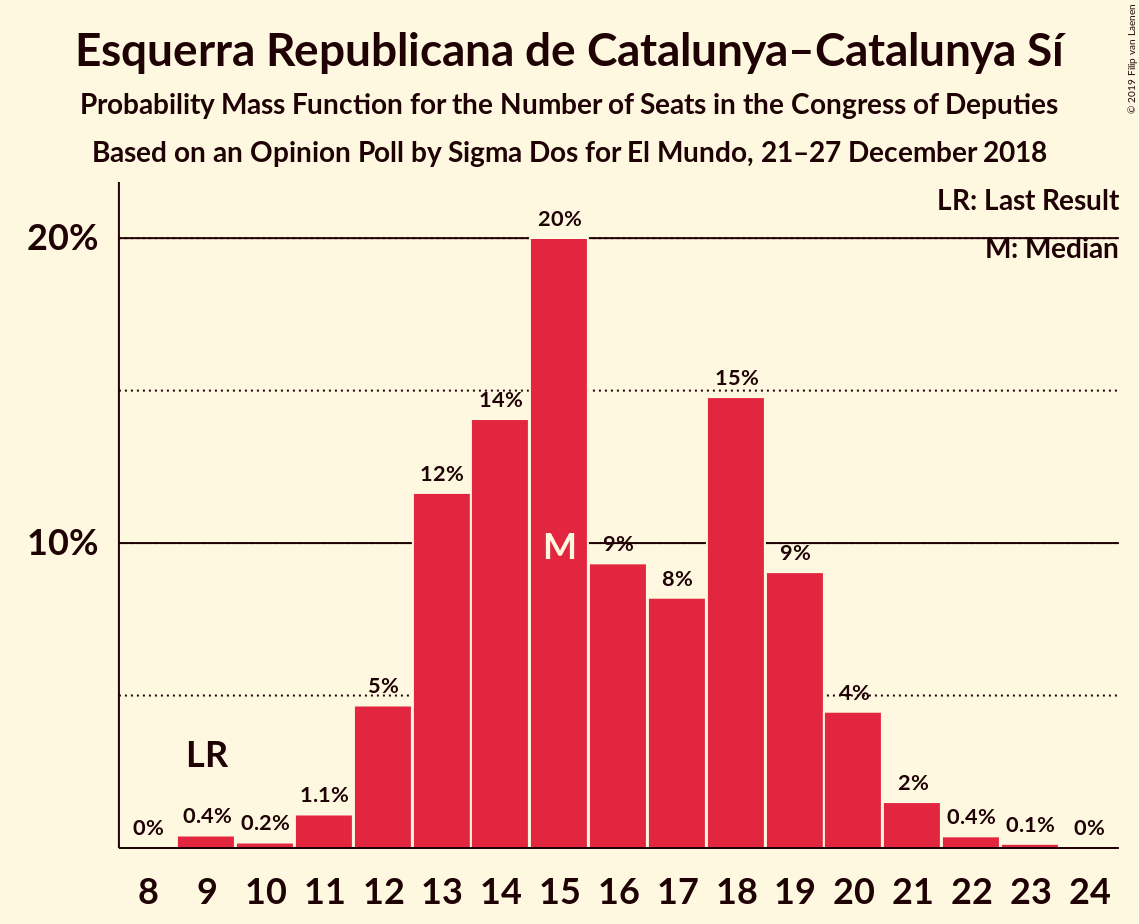 Esquerra Republicana de Catalunya–Catalunya Sí
Probability Mass Function for the Number of Seats in the Congress of Deputies
Based on an Opinion Poll by Sigma Dos for El Mundo, 21–27 December 2018
© 2019 Filip van Laenen
LR: Last Result
M: Median
20%
10%
0%
0.4%
0.2%
1.1%
5%
12%
14%
20%
9%
8%
15%
9%
4%
2%
0.4%
0.1%
0%
LR
M
8 9 10 11 12 13 14 15 16 17 18 19 20 21 22 23 24